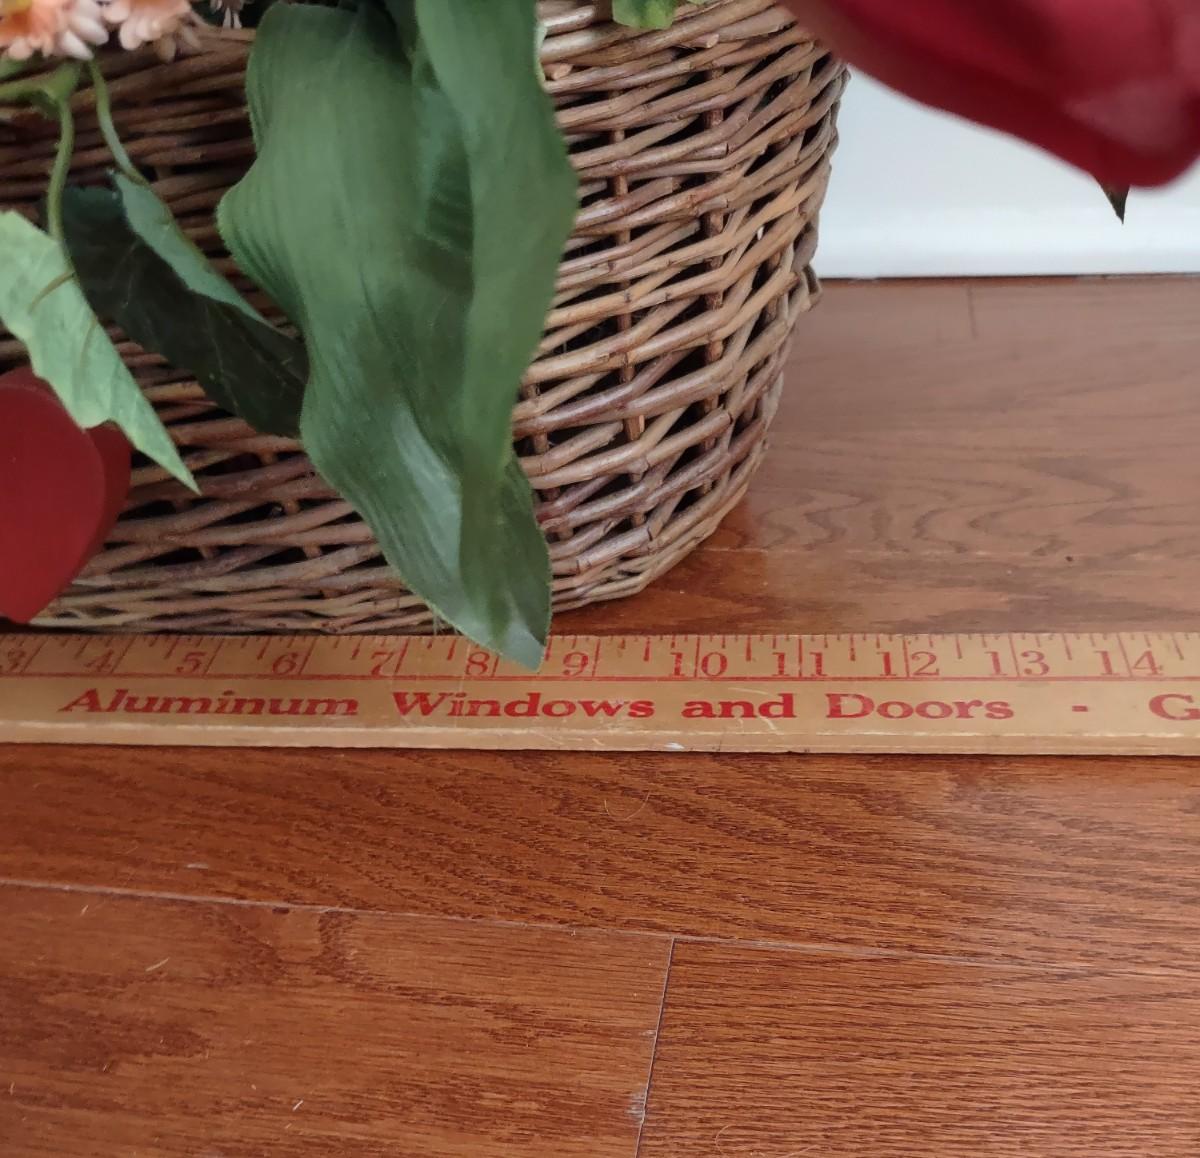 3 4 5 6 7 8 9 10 11 12 13 14
Aluminum Windows and Doors - G